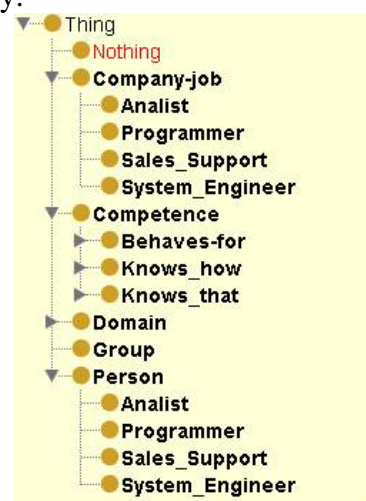 y.
Thing
Nothing
Company-job
Analist
Programmer
Sales_Support
System_Engineer
Competence
Behaves-for
Knows_how
Knows_that
Domain
Group
Person
Analist
Programmer
Sales_Support
System_Engineer